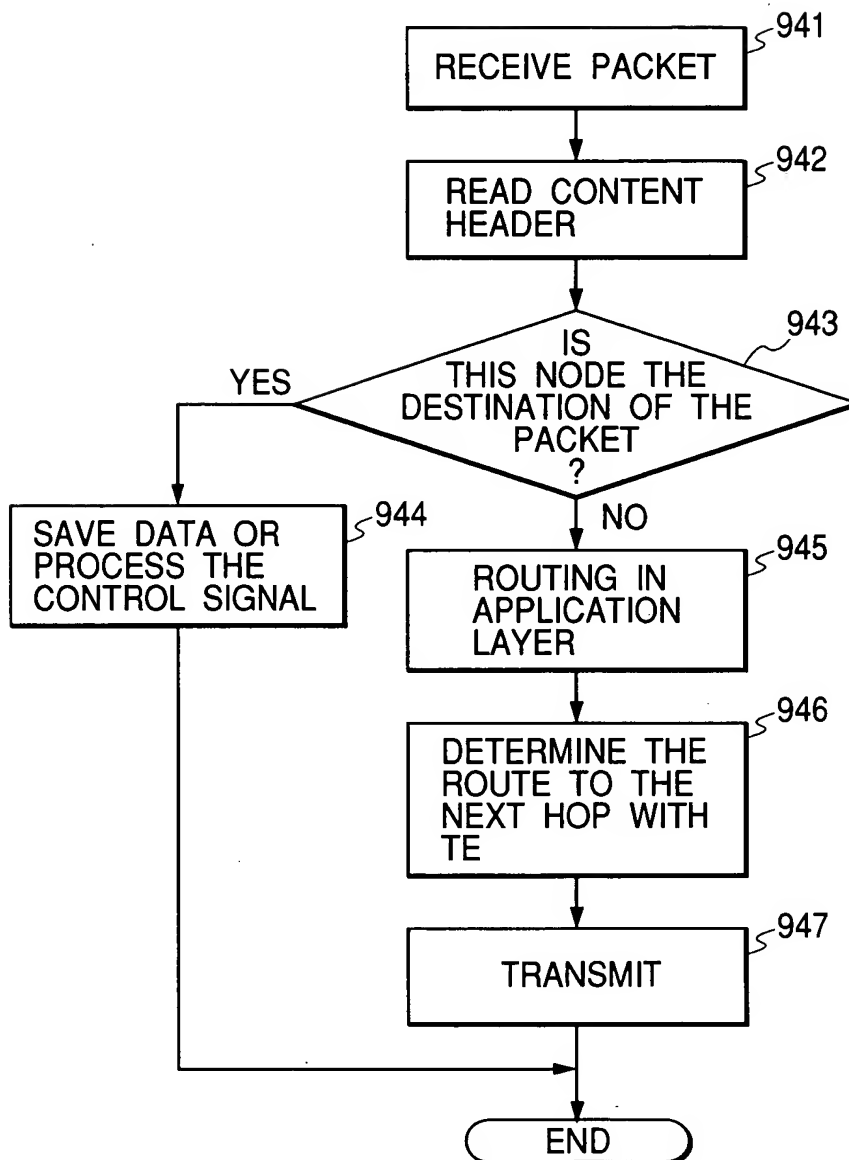 941
RECEIVE PACKET
942
READ CONTENT
HEADER
943
IS
THIS NODE THE
DESTINATION OF THE
PACKET
?
YES
NO
944
SAVE DATA OR
PROCESS THE
CONTROL SIGNAL
945
ROUTING IN
APPLICATION
LAYER
946
DETERMINE THE
ROUTE TO THE
NEXT HOP WITH
TE
947
TRANSMIT
END